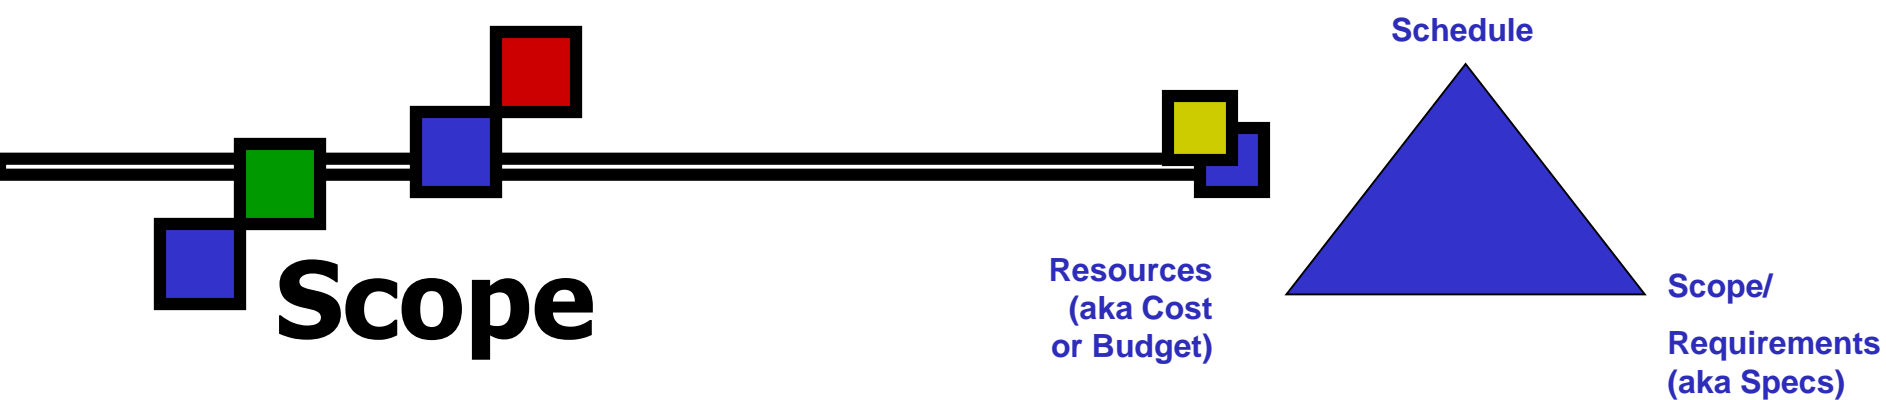 Scope
Schedule
Resources
(aka Cost
or Budget)
Scope/
Requirements
(aka Specs)